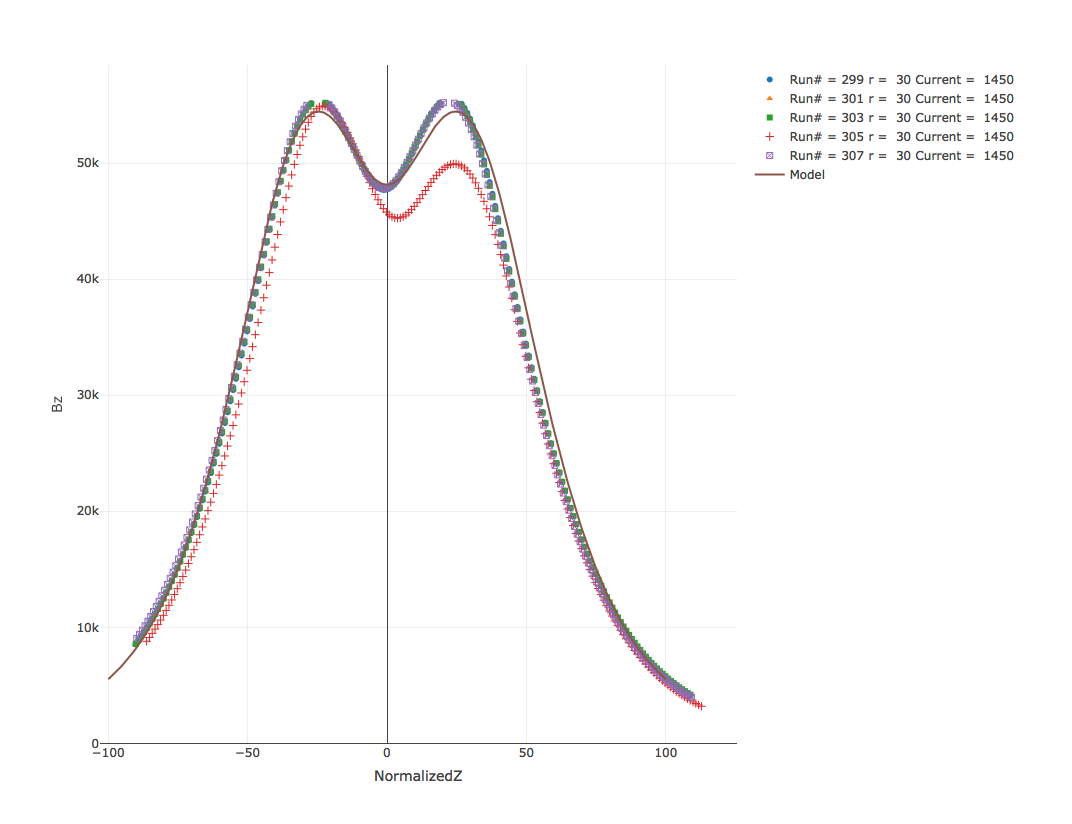 Run# = 299 r = 30 Current = 1450
Run# = 301 r = 30 Current = 1450
Run# = 303 r = 30 Current = 1450
Run# = 305 r = 30 Current = 1450
Run# = 307 r = 30 Current = 1450
Model
50k
40k
30k
20k
10k
0
Bz
−100
−50
0
50
100
NormalizedZ